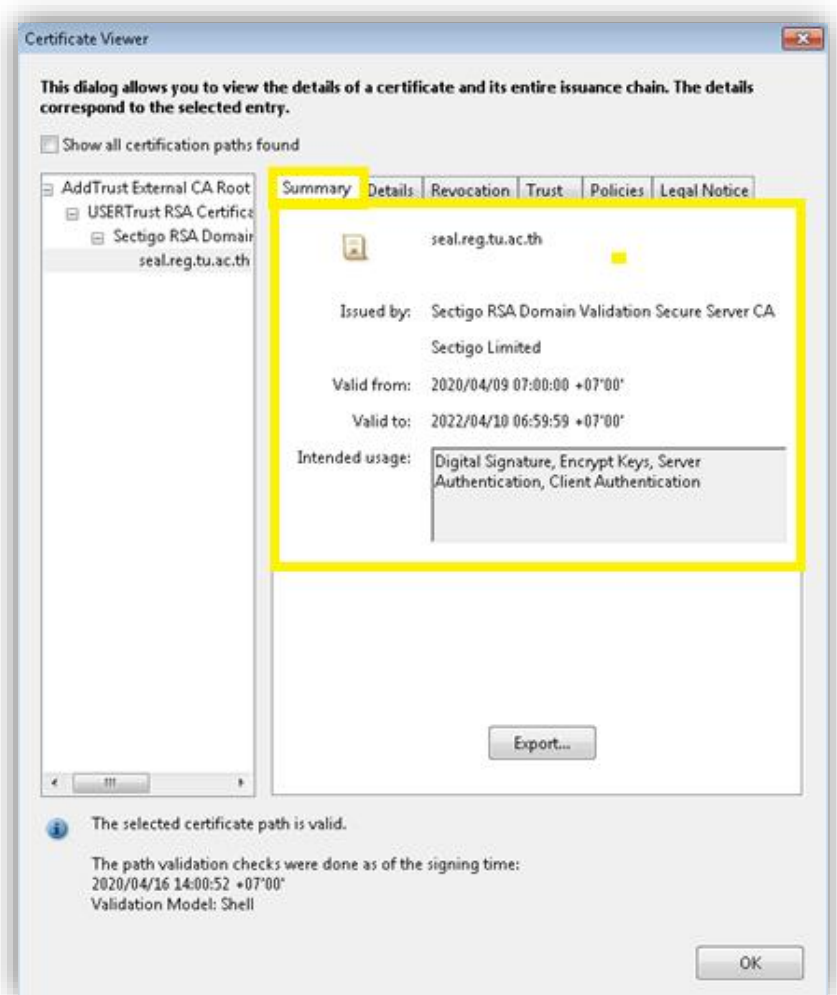 Certificate Viewer
This dialog allows you to view the details of a certificate and its entire issuance chain. The details
correspond to the selected entry.
Show all certification paths found
AddTrust External CA Root
USERTrust RSA Certifica
Sectigo RSA Domain
seal.reg.tu.ac.th
Summary Details Revocation Trust Policies Legal Notice
seal.reg.tu.ac.th
Issued by: Sectigo RSA Domain Validation Secure Server CA
Sectigo Limited
Valid from: 2020/04/09 07:00:00 +07'00'
Valid to: 2022/04/10 06:59:59 +07'00'
Intended usage: Digital Signature, Encrypt Keys, Server
Authentication, Client Authentication
Export...
The selected certificate path is valid.
The path validation checks were done as of the signing time:
2020/04/16 14:00:52 +07'00'
Validation Model: Shell
OK